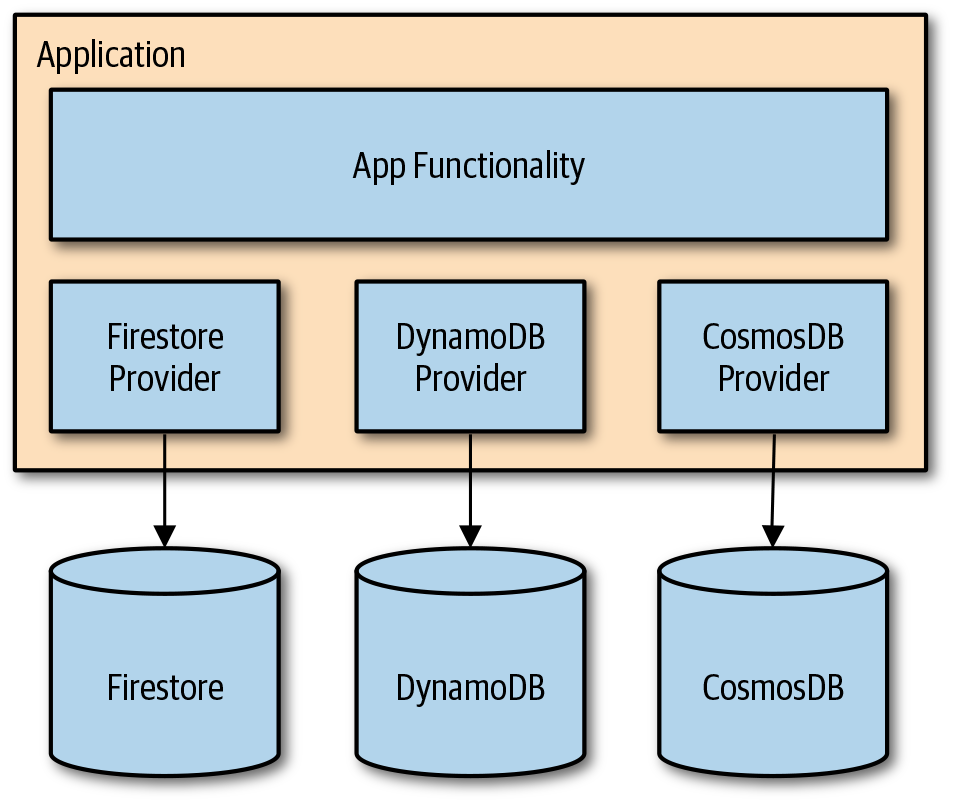 Application
App Functionality
Firestore
Provider
DynamoDB
Provider
CosmosDB
Provider
Firestore
DynamoDB
CosmosDB